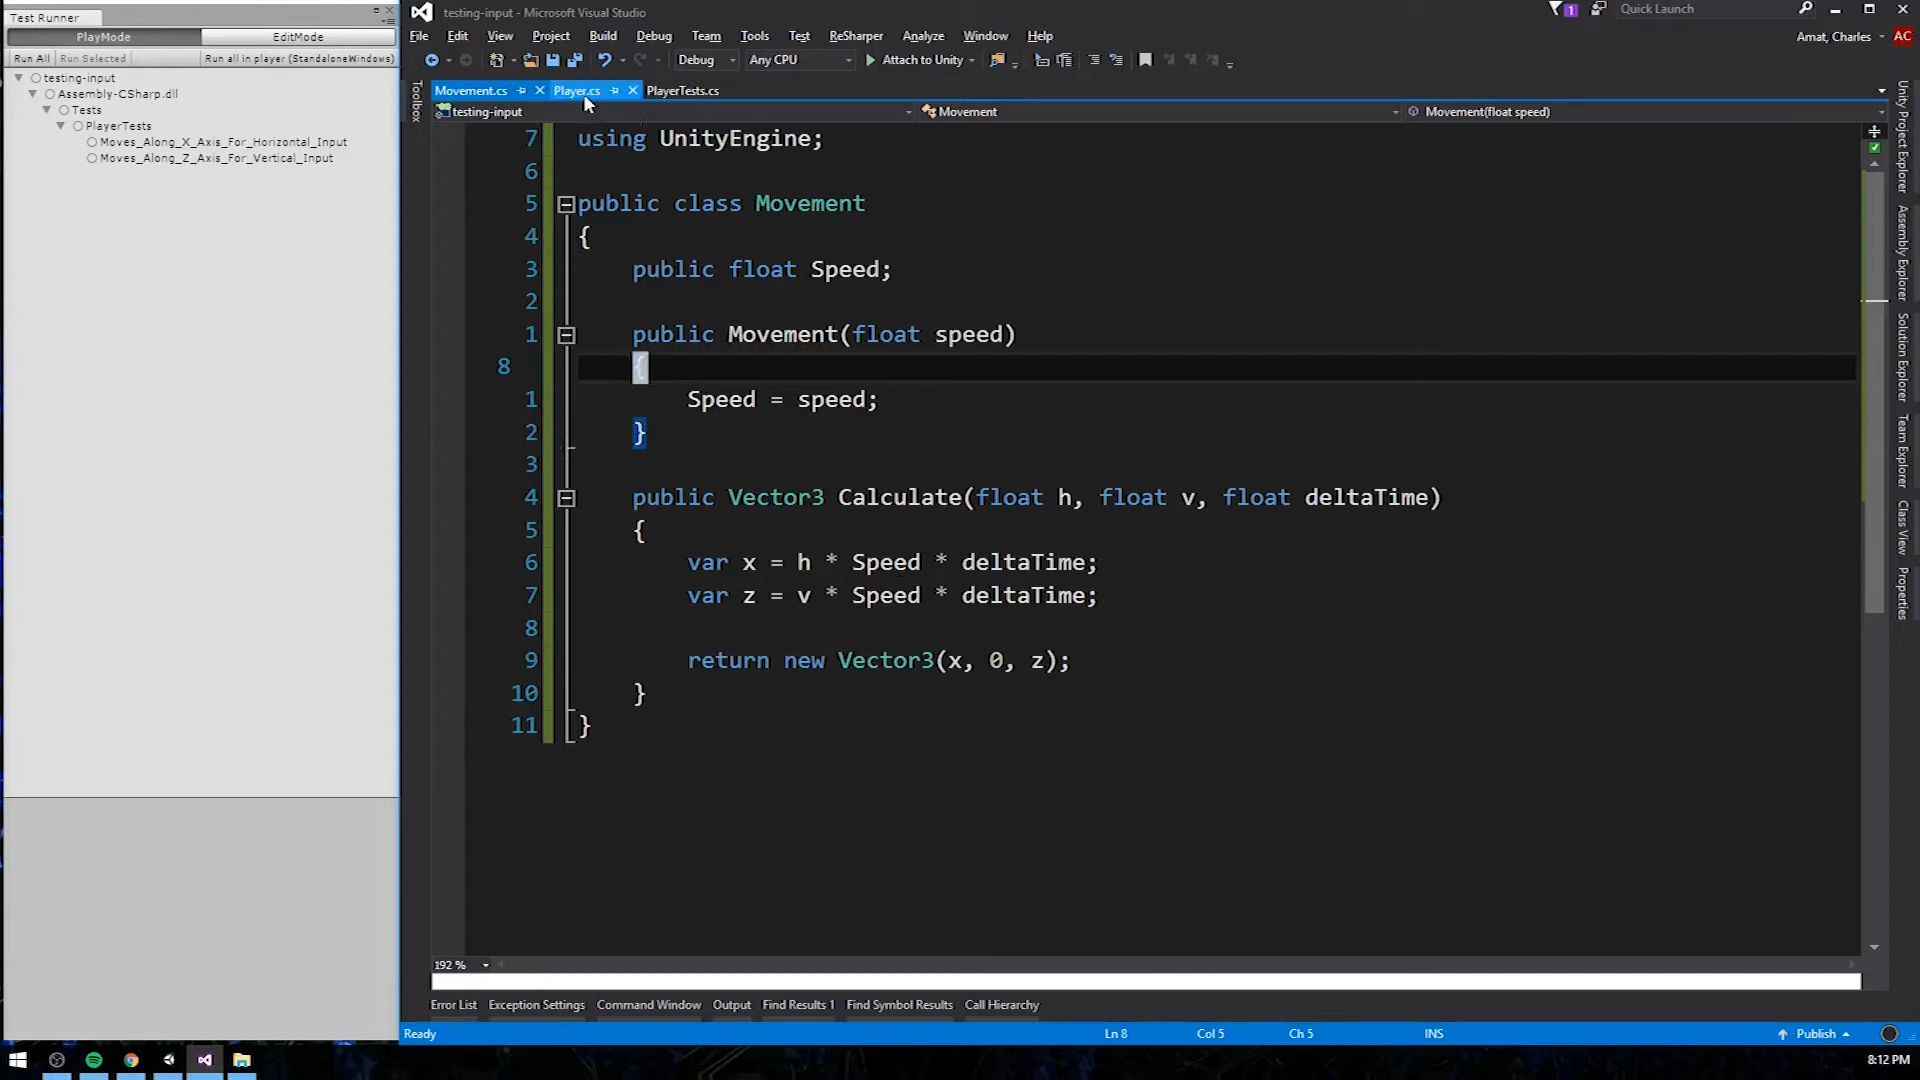 Test Runner
PlayMode
EditMode
Run All
Run Selected
Run all in player (StandaloneWindows)
testing-input
Assembly-CSharp.dll
Tests
PlayerTests
Moves_Along_X_Axis_For_Horizontal_Input
Moves_Along_Z_Axis_For_Vertical_Input
testing-input - Microsoft Visual Studio
1
Quick Launch
File Edit View Project Build Debug Team Tools Test ReSharper Analyze Window Help
Amat, Charles
AC
Debug
Any CPU
Attach to Unity
Toolbox
Movement.cs
Player.cs
PlayerTests.cs
testing-input
Movement
Movement(float speed)
7 using UnityEngine;
6
5 public class Movement
4 {
3 public float Speed;
2
1 public Movement(float speed)
8 {
1 Speed = speed;
2 }
3
4 public Vector3 Calculate(float h, float v, float deltaTime)
5 {
6 var x = h * Speed * deltaTime;
7 var z = v * Speed * deltaTime;
8
9 return new Vector3(x, 0, z);
10 }
11 }
Unity Project Explorer
Assembly Explorer
Solution Explorer
Team Explorer
Class View
Properties
192 %
Error List Exception Settings Command Window Output Find Results 1 Find Symbol Results Call Hierarchy
Ready
Ln 8
Col 5
Ch 5
INS
Publish
8:12 PM